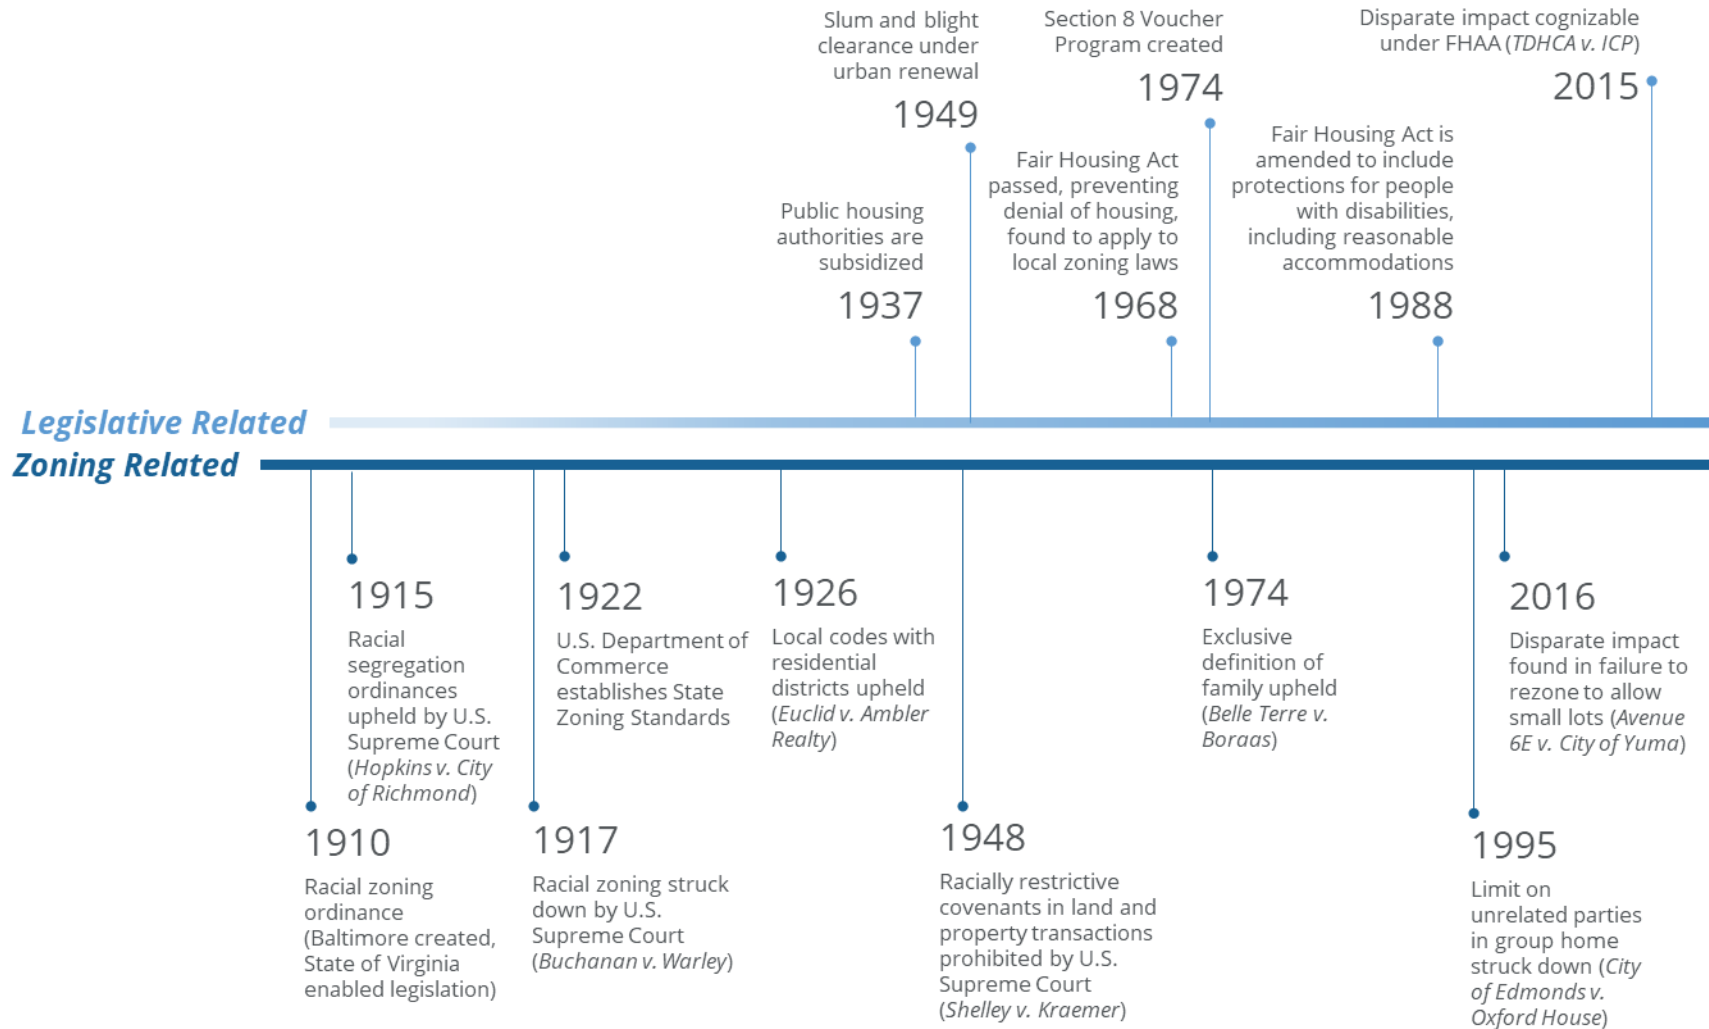 Slum and blight
clearance under
urban renewal
1949
Section 8 Voucher
Program created
1974
Disparate impact cognizable
under FHAA (TDHCA v. ICP)
2015
Public housing
authorities are
subsidized
1937
Fair Housing Act
passed, preventing
denial of housing,
found to apply to
local zoning laws
1968
Fair Housing Act is
amended to include
protections for people
with disabilities,
including reasonable
accommodations
1988
Legislative Related
Zoning Related
1915
Racial
segregation
ordinances
upheld by U.S.
Supreme Court
(Hopkins v. City
of Richmond)
1922
U.S. Department of
Commerce
establishes State
Zoning Standards
1926
Local codes with
residential
districts upheld
(Euclid v. Ambler
Realty)
1974
Exclusive
definition of
family upheld
(Belle Terre v.
Boraas)
2016
Disparate impact
found in failure to
rezone to allow
small lots (Avenue
6E v. City of Yuma)
1910
Racial zoning
ordinance
(Baltimore created,
State of Virginia
enabled legislation)
1917
Racial zoning struck
down by U.S.
Supreme Court
(Buchanan v. Warley)
1948
Racially restrictive
covenants in land and
property transactions
prohibited by U.S.
Supreme Court
(Shelley v. Kraemer)
1995
Limit on
unrelated parties
in group home
struck down (City
of Edmonds v.
Oxford House)